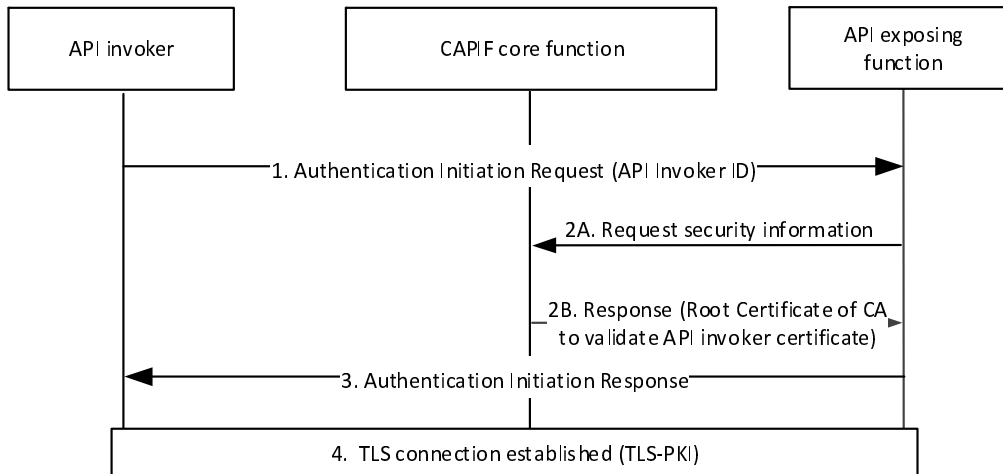 API invoker
CAPIF core function
API exposing
function
1. Authentication Initiation Request (API Invoker ID)
2A. Request security information
2B. Response (Root Certificate of CA
to validate API invoker certificate)
3. Authentication Initiation Response
4. TLS connection established (TLS-PKI)